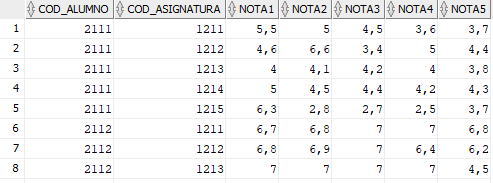 COD_ALUMNO COD_ASIGNATURA NOTA1 NOTA2 NOTA3 NOTA4 NOTA5
1 2111 1211 5,5 5 4,5 3,6 3,7
2 2111 1212 4,6 6,6 3,4 5 4,4
3 2111 1213 4 4,1 4,2 4 3,8
4 2111 1214 5 4,5 4,4 4,2 4,3
5 2111 1215 6,3 2,8 2,7 2,5 3,7
6 2112 1211 6,7 6,8 7 7 6,8
7 2112 1212 6,8 6,9 7 6,4 6,2
8 2112 1213 7 7 7 7 4,5